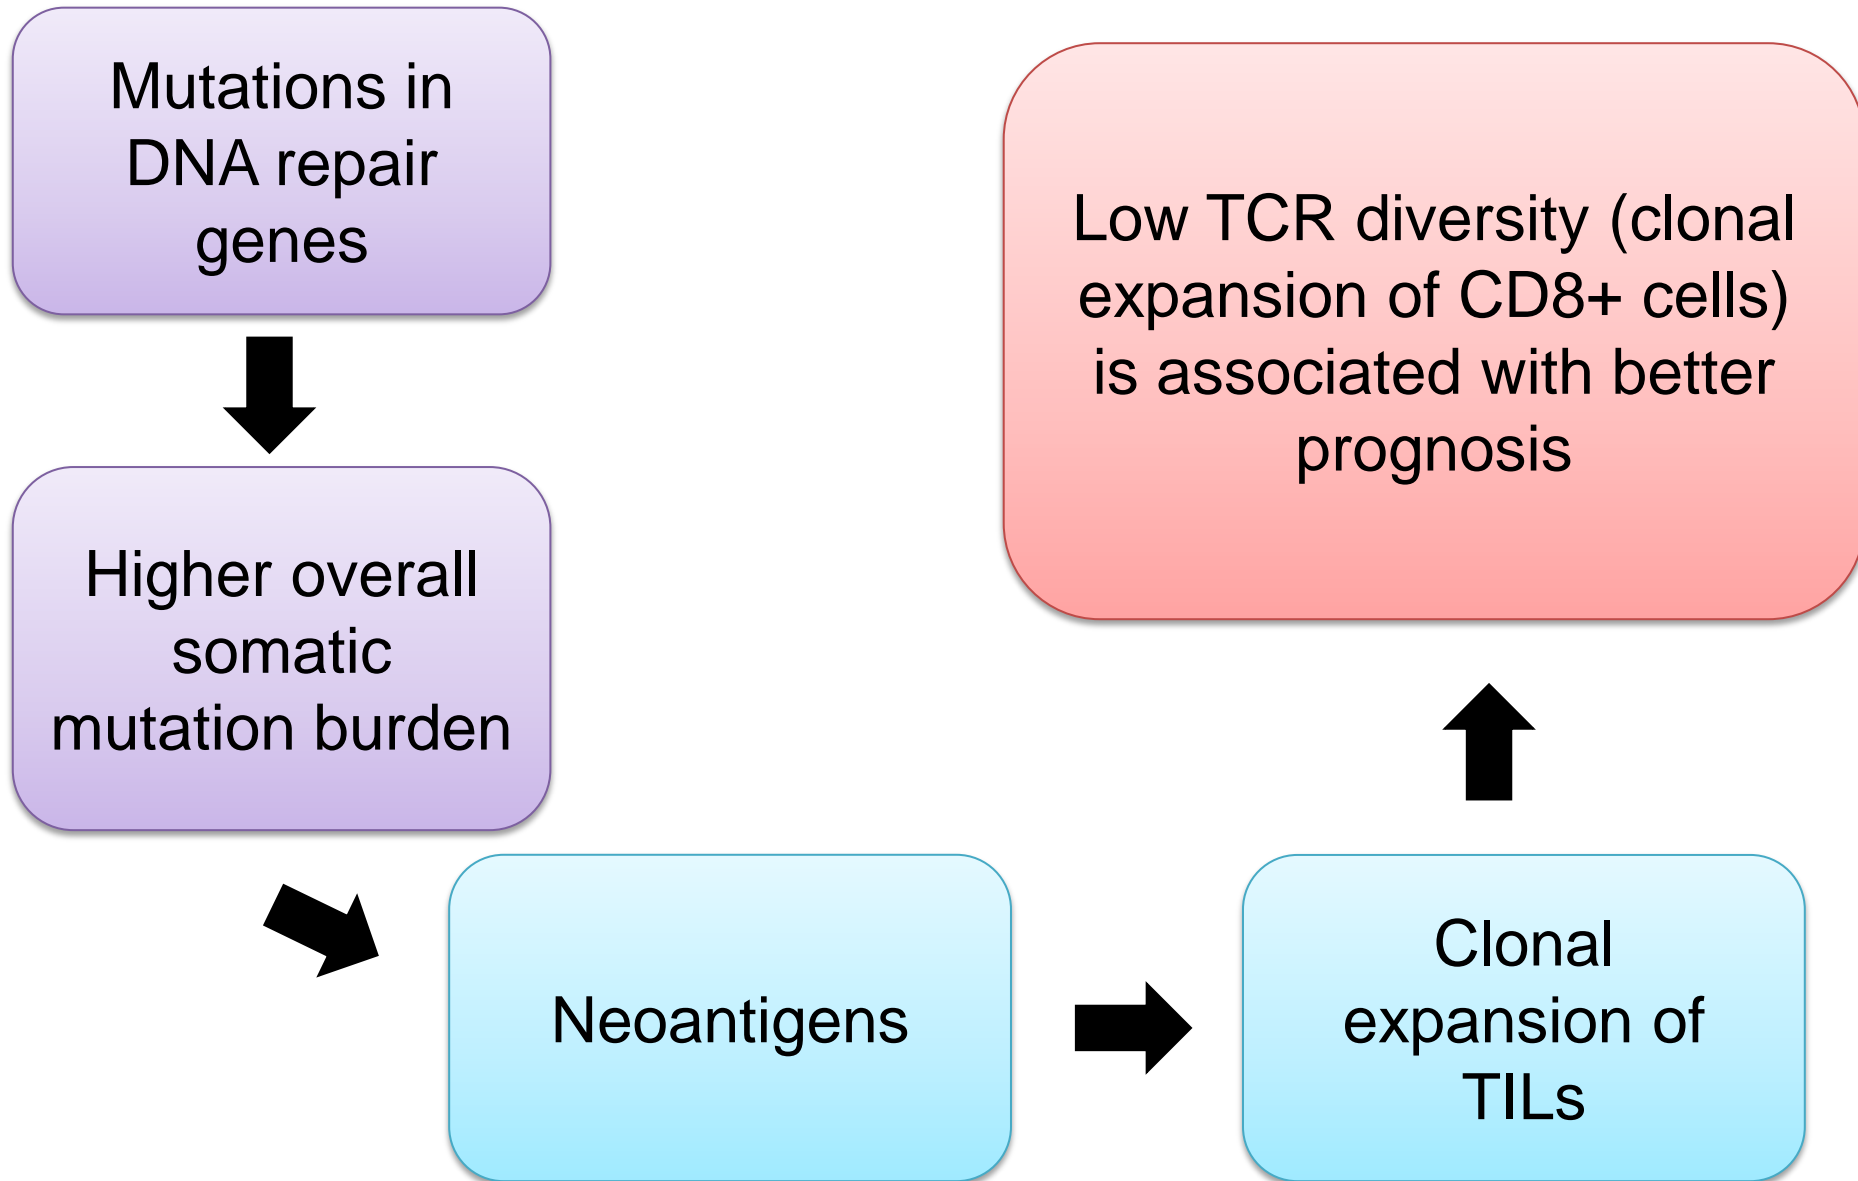 Mutations in
DNA repair
genes
Higher overall
somatic
mutation burden
Neoantigens
Clonal
expansion of
TILs
Low TCR diversity (clonal
expansion of CD8+ cells)
is associated with better
prognosis